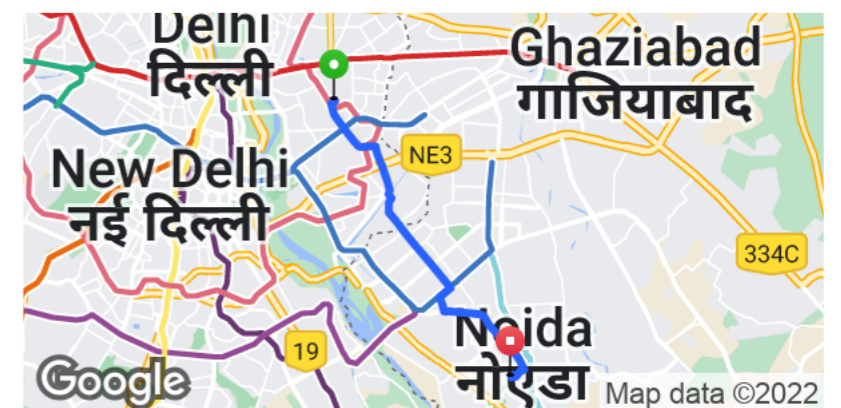 Delhi
दिल्ली
Ghaziabad
गाजियाबाद
NE3
New Delhi
नई दिल्ली
334C
Noida
नोएडा
19
Google
Map data ©2022